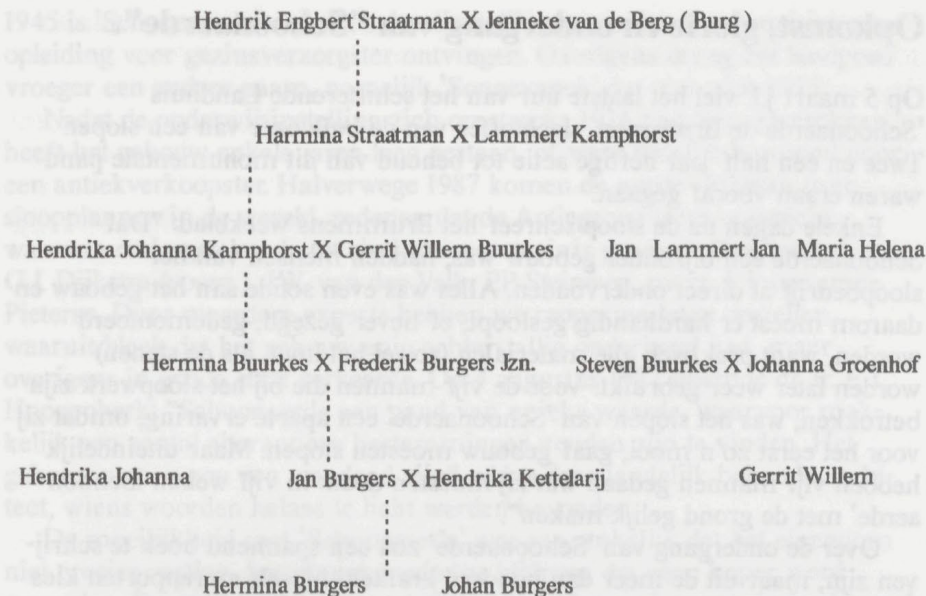 Hendrik Engbert Straatman X Jenneke van de Berg ( Burg )
Harmina Straatman X Lammert Kamphorst
Hendrika Johanna Kamphorst X Gerrit Willem Buurkes Jan Lammert Jan Maria Helena
Hermina Buurkes X Frederik Burgers Jzn. Steven Buurkes X Johanna Groenhof
Hendrika Johanna Jan Burgers X Hendrika Kettelarij Gerrit Willem
Hermina Burgers Johan Burgers